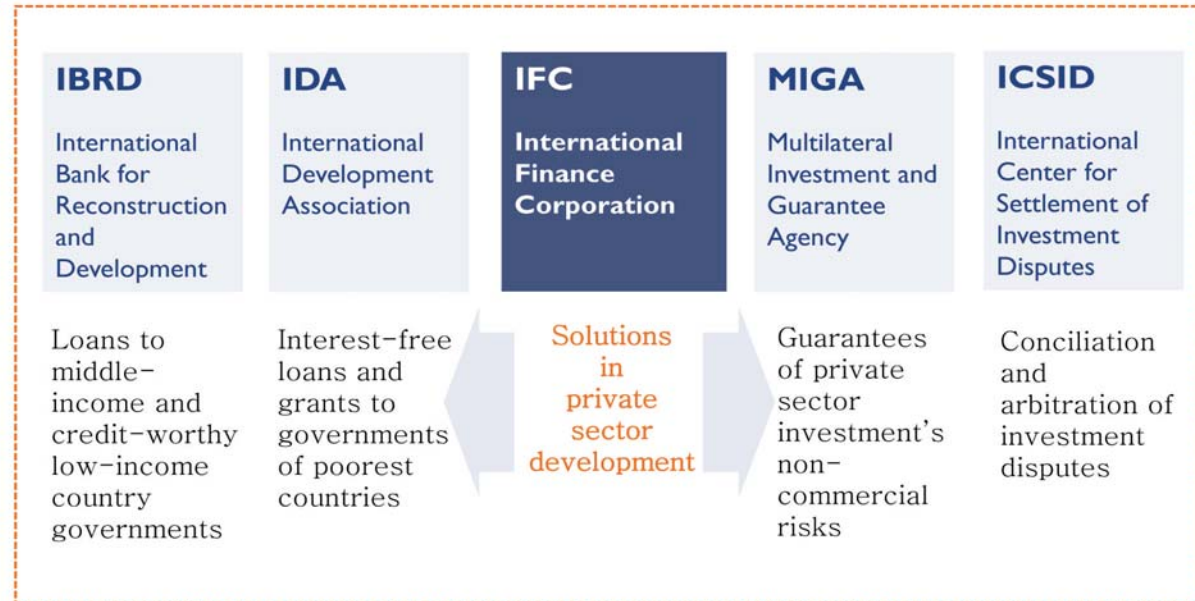 IBRD
International
Bank for
Reconstruction
and
Development
Loans to
middle-
income and
credit-worthy
low-income
country
governments
IDA
International
Development
Association
Interest-free
loans and
grants to
governments
of poorest
countries
IFC
International
Finance
Corporation
Solutions
in
private
sector
development
MIGA
Multilateral
Investment and
Guarantee
Agency
Guarantees
of private
sector
investment's
non-
commercial
risks
ICSID
International
Center for
Settlement of
Investment
Disputes
Conciliation
and
arbitration of
investment
disputes